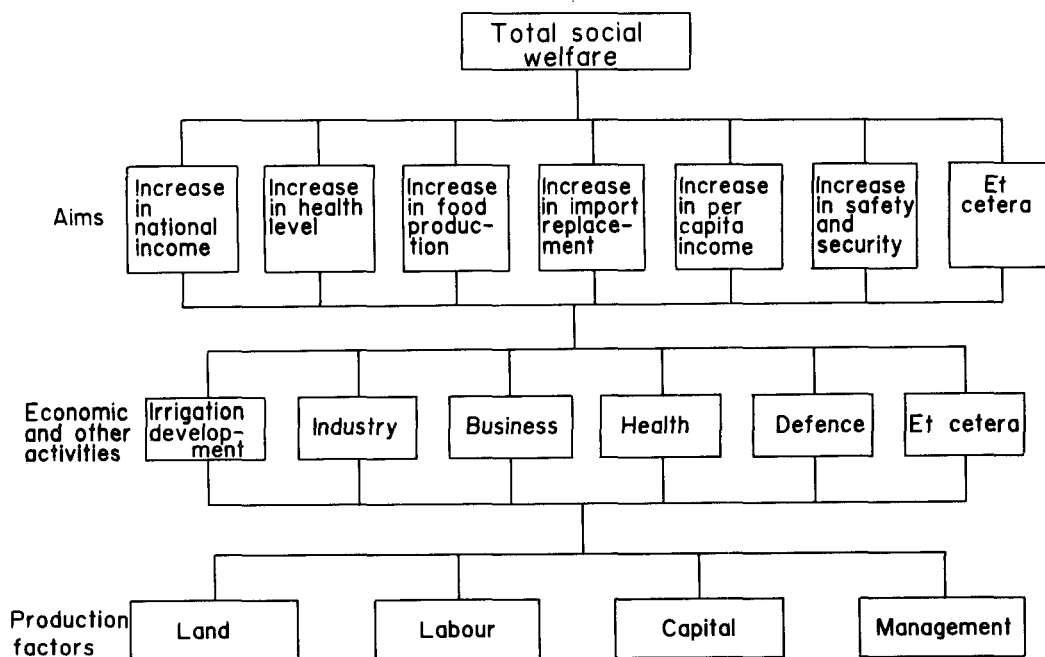 Total social
welfare
Aims
Increase
in
national
income
Increase
in health
level
Increase
in food
produc-
tion
Increase
in import
replace-
ment
Increase
in per
capita
income
Increase
in safety
and
security
Et
cetera
Economic
and other
activities
Irrigation
develop-
ment
Industry
Business
Health
Defence
Et cetera
Production
factors
Land
Labour
Capital
Management